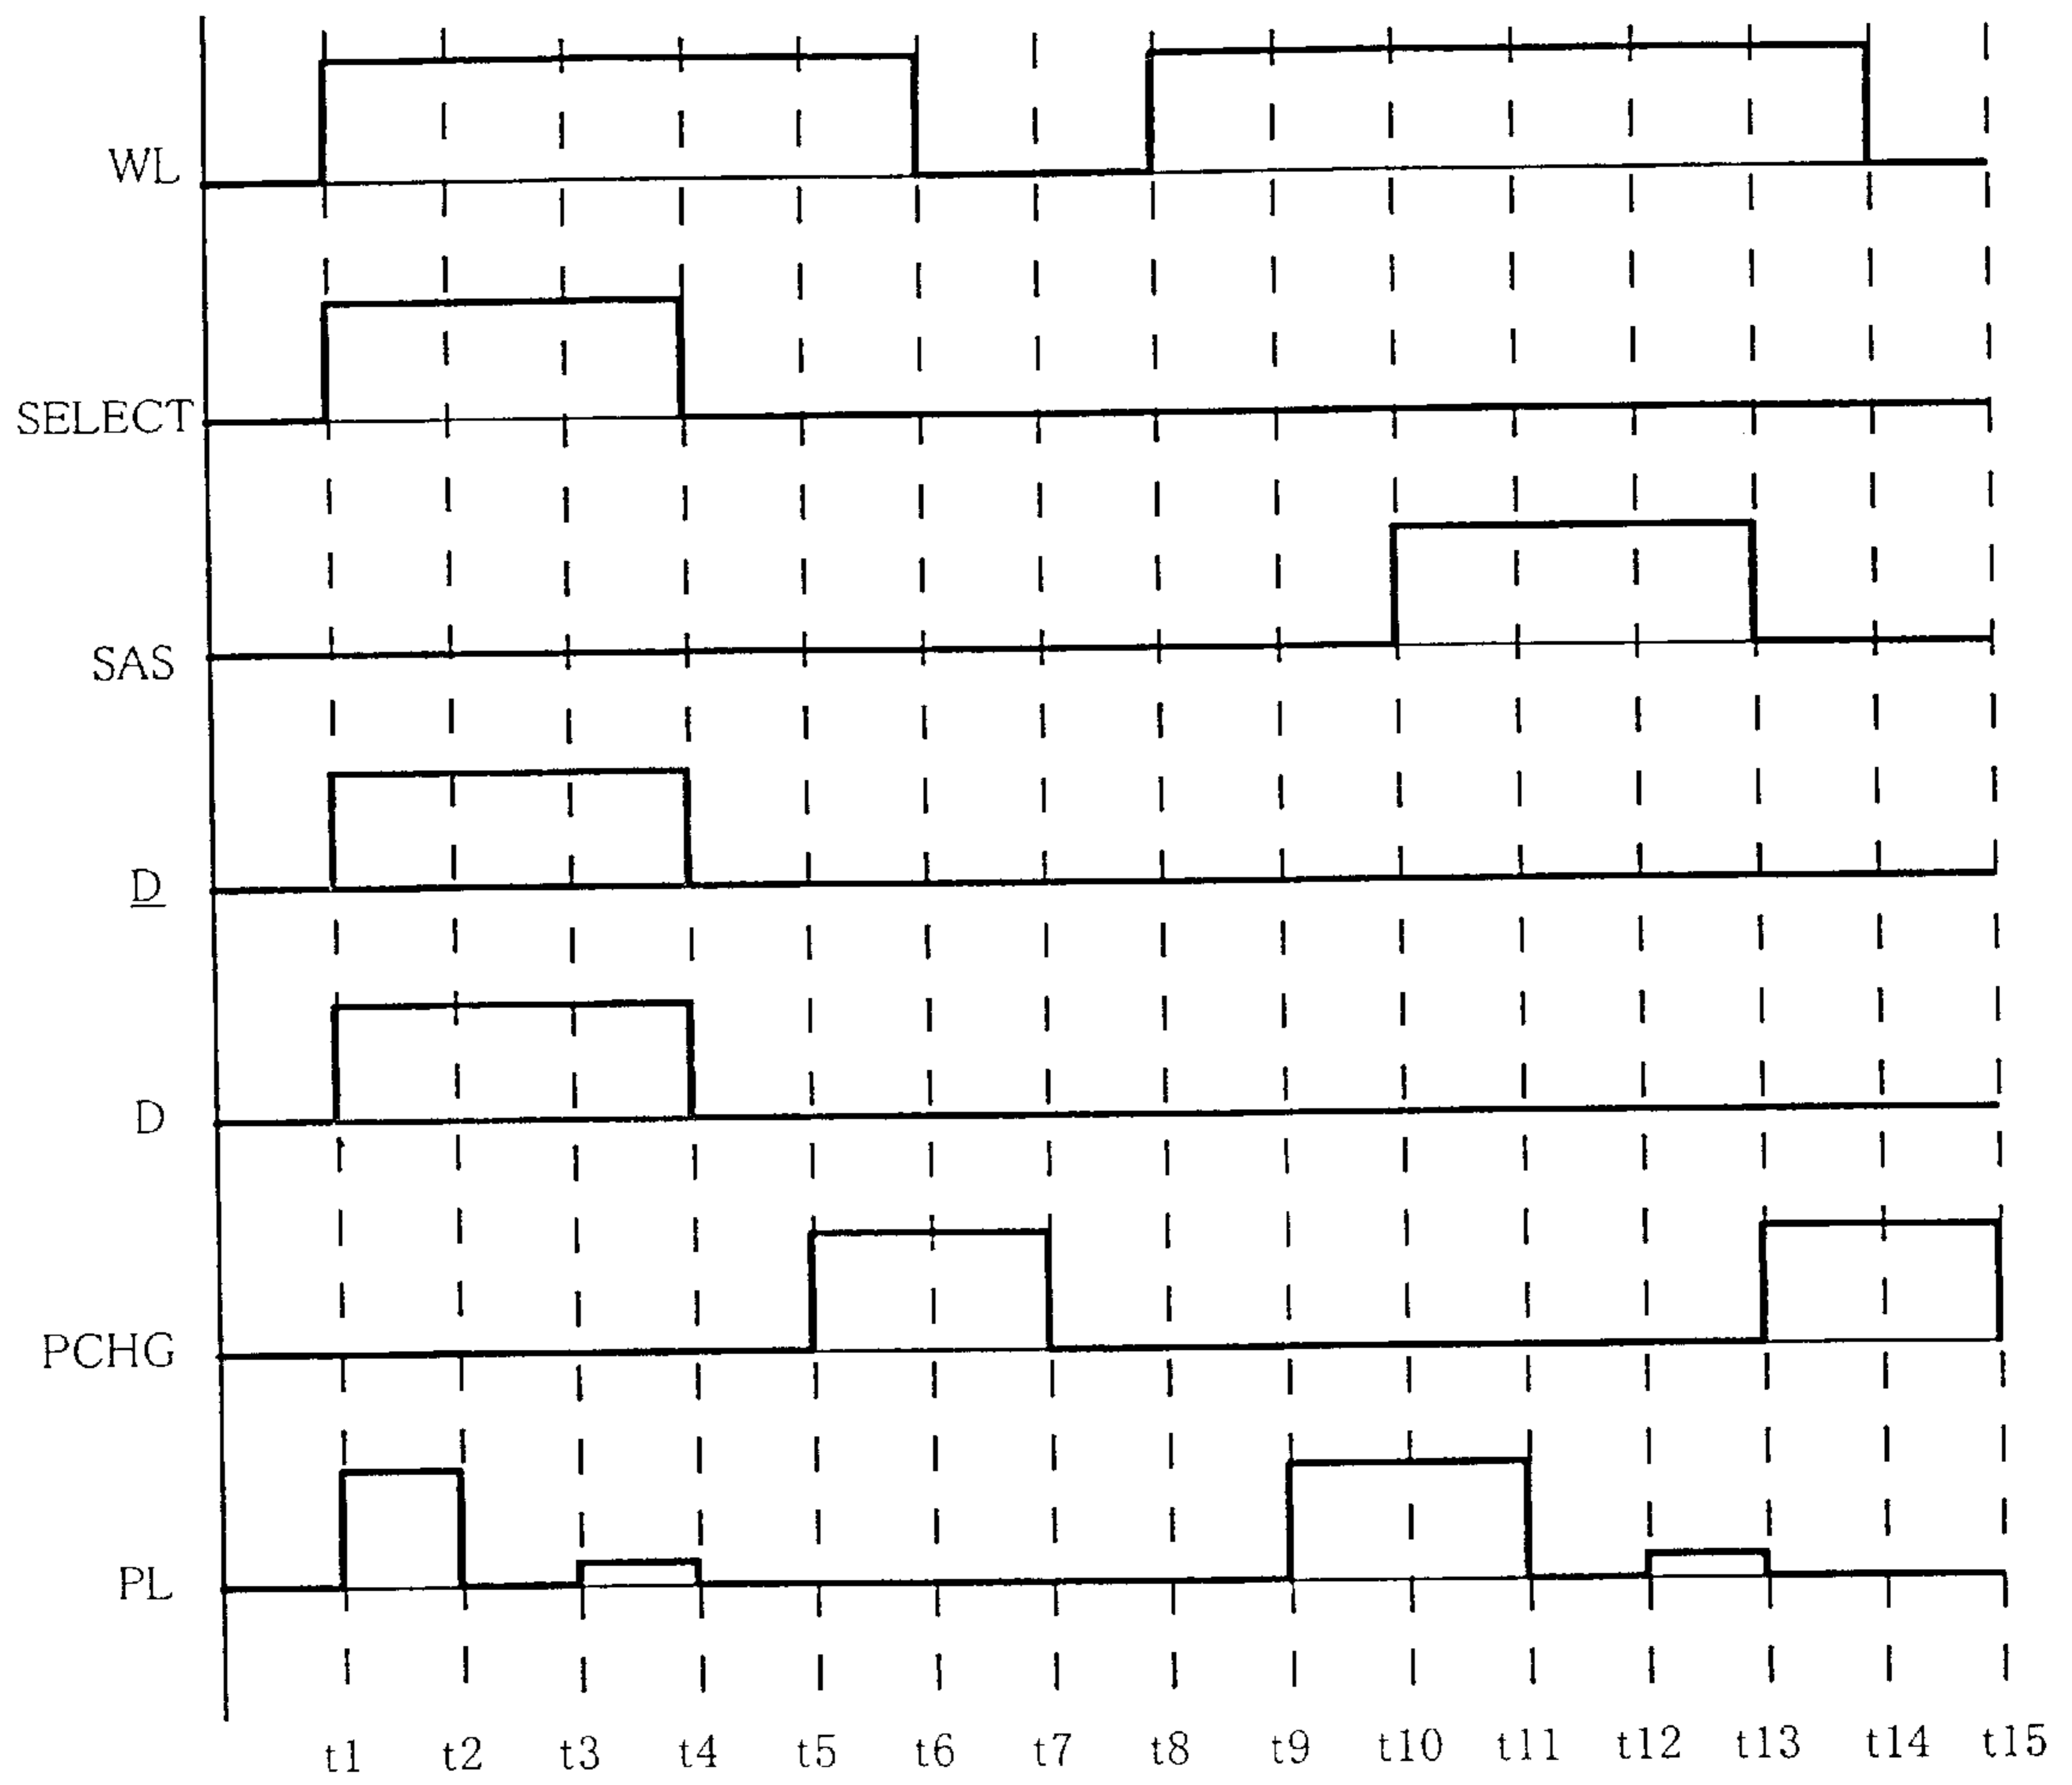 WL
SELECT
SAS
D
D
PCHG
PL
t1 t2 t3 t4 t5 t6 t7 t8 t9 t10 t11 t12 t13 t14 t15